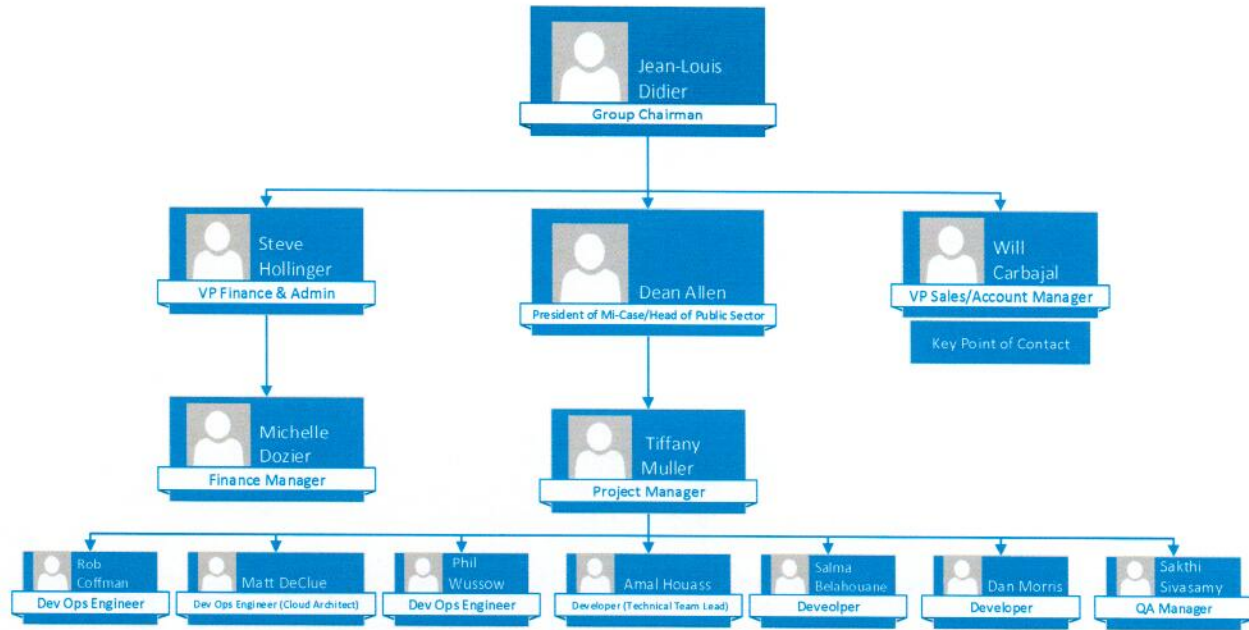 Jean-Louis
Didier
Group Chairman
Steve
Hollinger
VP Finance & Admin
Dean Allen
President of Mi-Case/Head of Public Sector
Will
Carbajal
VP Sales/Account Manager
Key Point of Contact
Michelle
Dozier
Finance Manager
Tiffany
Muller
Project Manager
Rob
Coffman
Dev Ops Engineer
Matt DeClue
Dev Ops Engineer (Cloud Architect)
Phil
Wussow
Dev Ops Engineer
Amal Houass
Developer (Technical Team Lead)
Salma
Belahouane
Deveolper
Dan Morris
Developer
Sakthi
Sivasamy
QA Manager